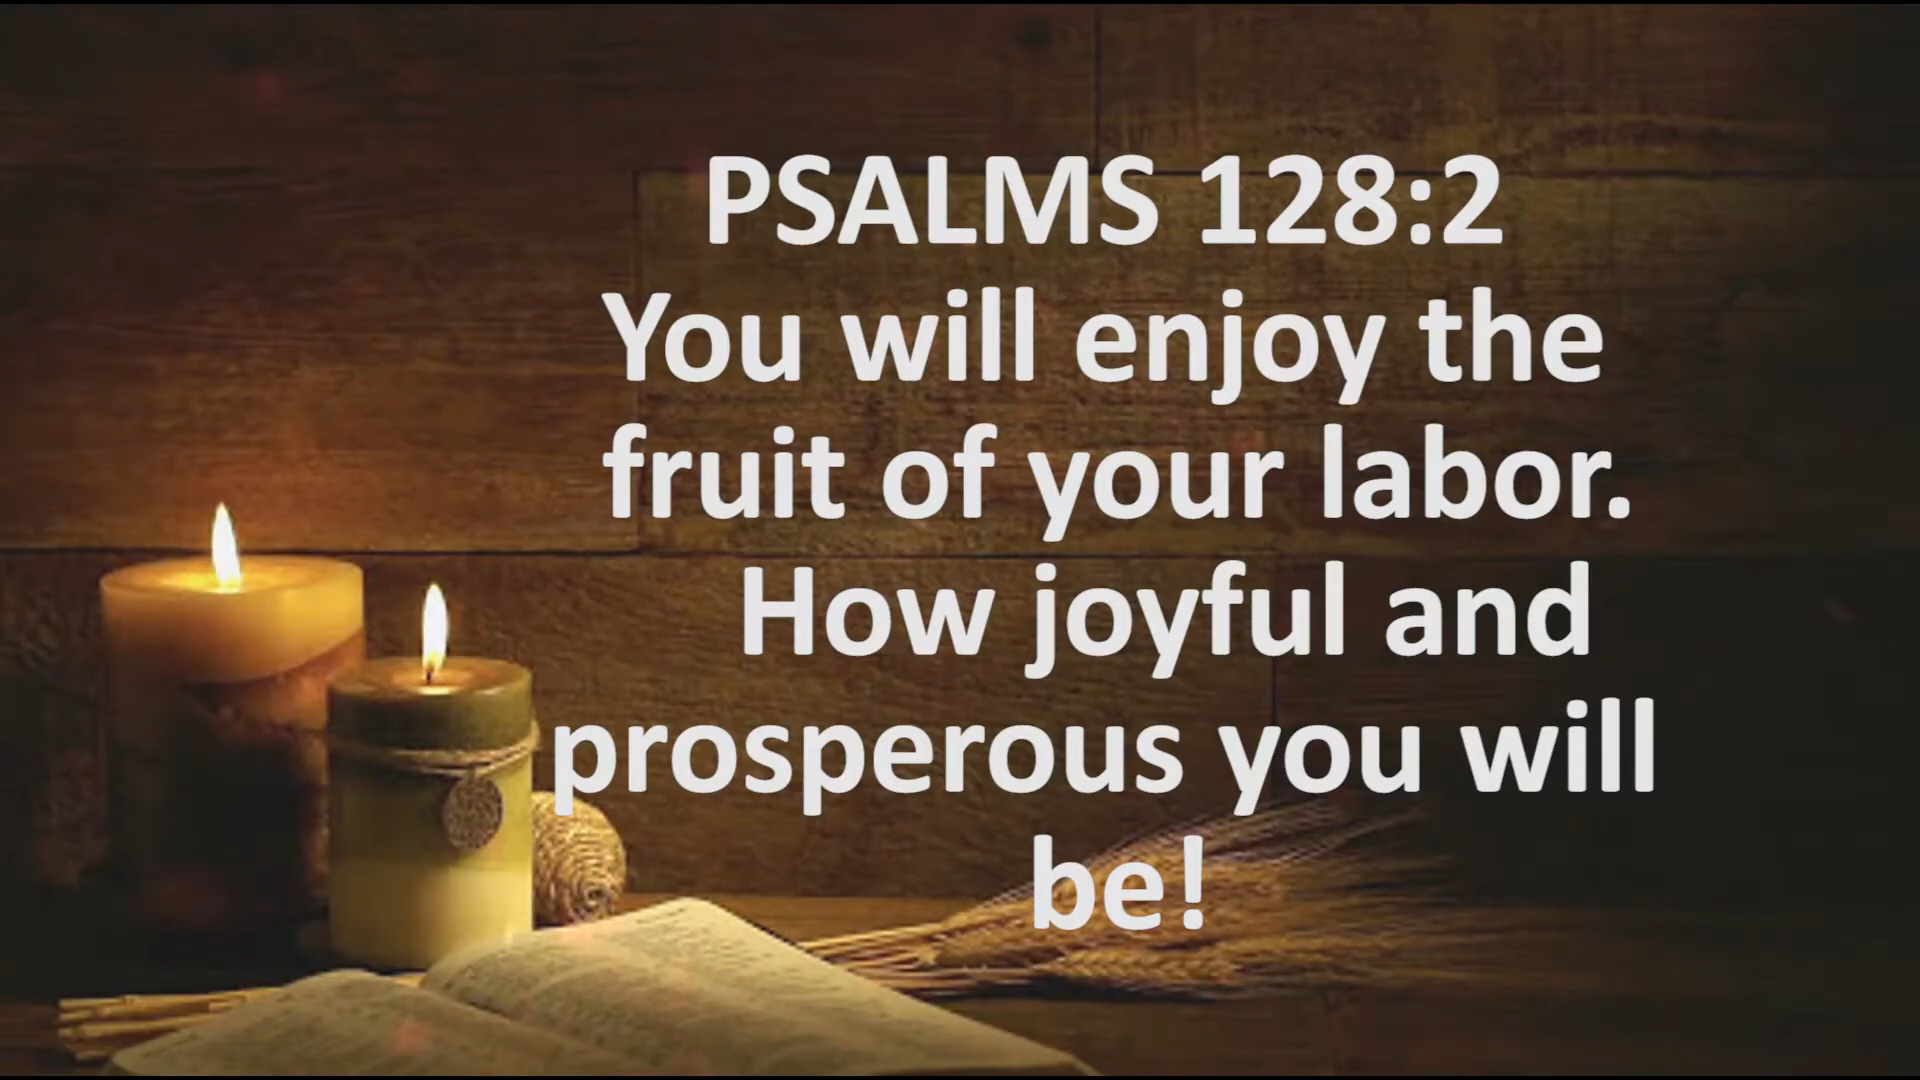 PSALMS 128:2
You will enjoy the
fruit of your labor.
How joyful and
prosperous you will
be!